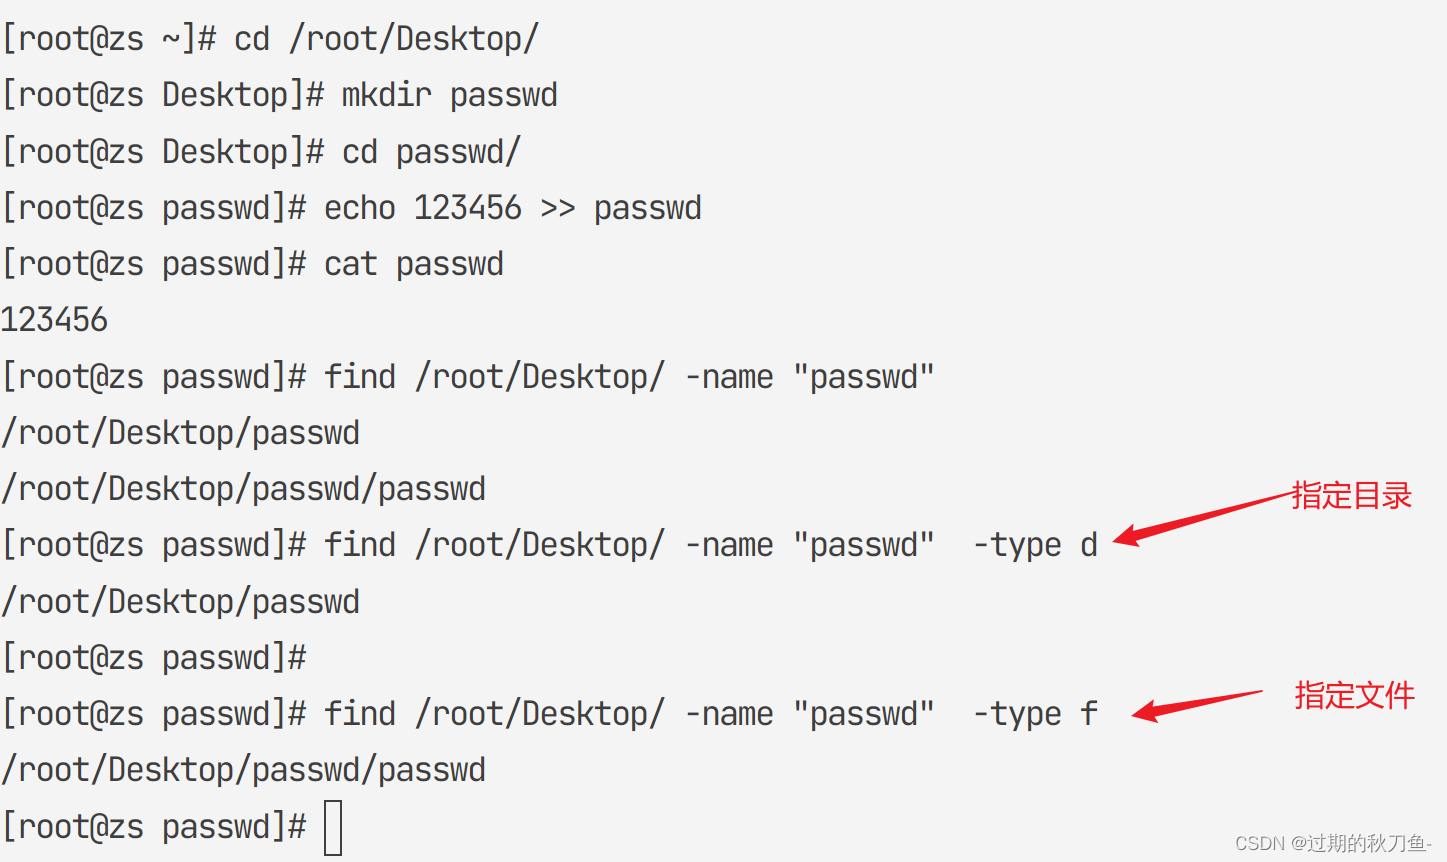 [root@zs ~]# cd /root/Desktop/
[root@zs Desktop]# mkdir passwd
[root@zs Desktop]# cd passwd/
[root@zs passwd]# echo 123456 >> passwd
[root@zs passwd]# cat passwd
123456
[root@zs passwd]# find /root/Desktop/ -name "passwd"
/root/Desktop/passwd
/root/Desktop/passwd/passwd
指定目录
[root@zs passwd]# find /root/Desktop/ -name "passwd"  -type d
/root/Desktop/passwd
[root@zs passwd]#
指定文件
[root@zs passwd]# find /root/Desktop/ -name "passwd"  -type f
/root/Desktop/passwd/passwd
[root@zs passwd]#
CSDN @过期的秋刀鱼-